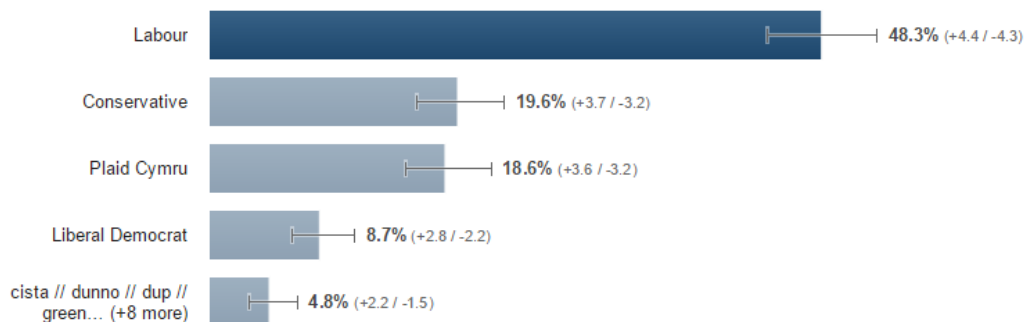 Labour 48.3% (+4.4 / -4.3)
Conservative 19.6% (+3.7 / -3.2)
Plaid Cymru 18.6% (+3.6 / -3.2)
Liberal Democrat 8.7% (+2.8 / -2.2)
cista // dunno // dup //
green… (+8 more) 4.8% (+2.2 / -1.5)